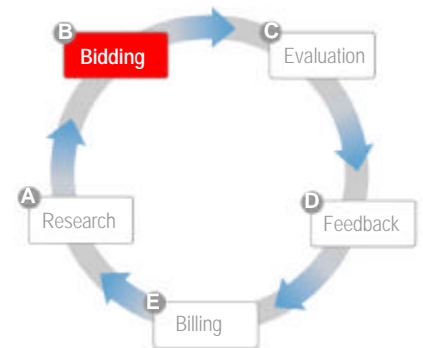 B
Bidding
C
Evaluation
A
Research
D
Feedback
E
Billing